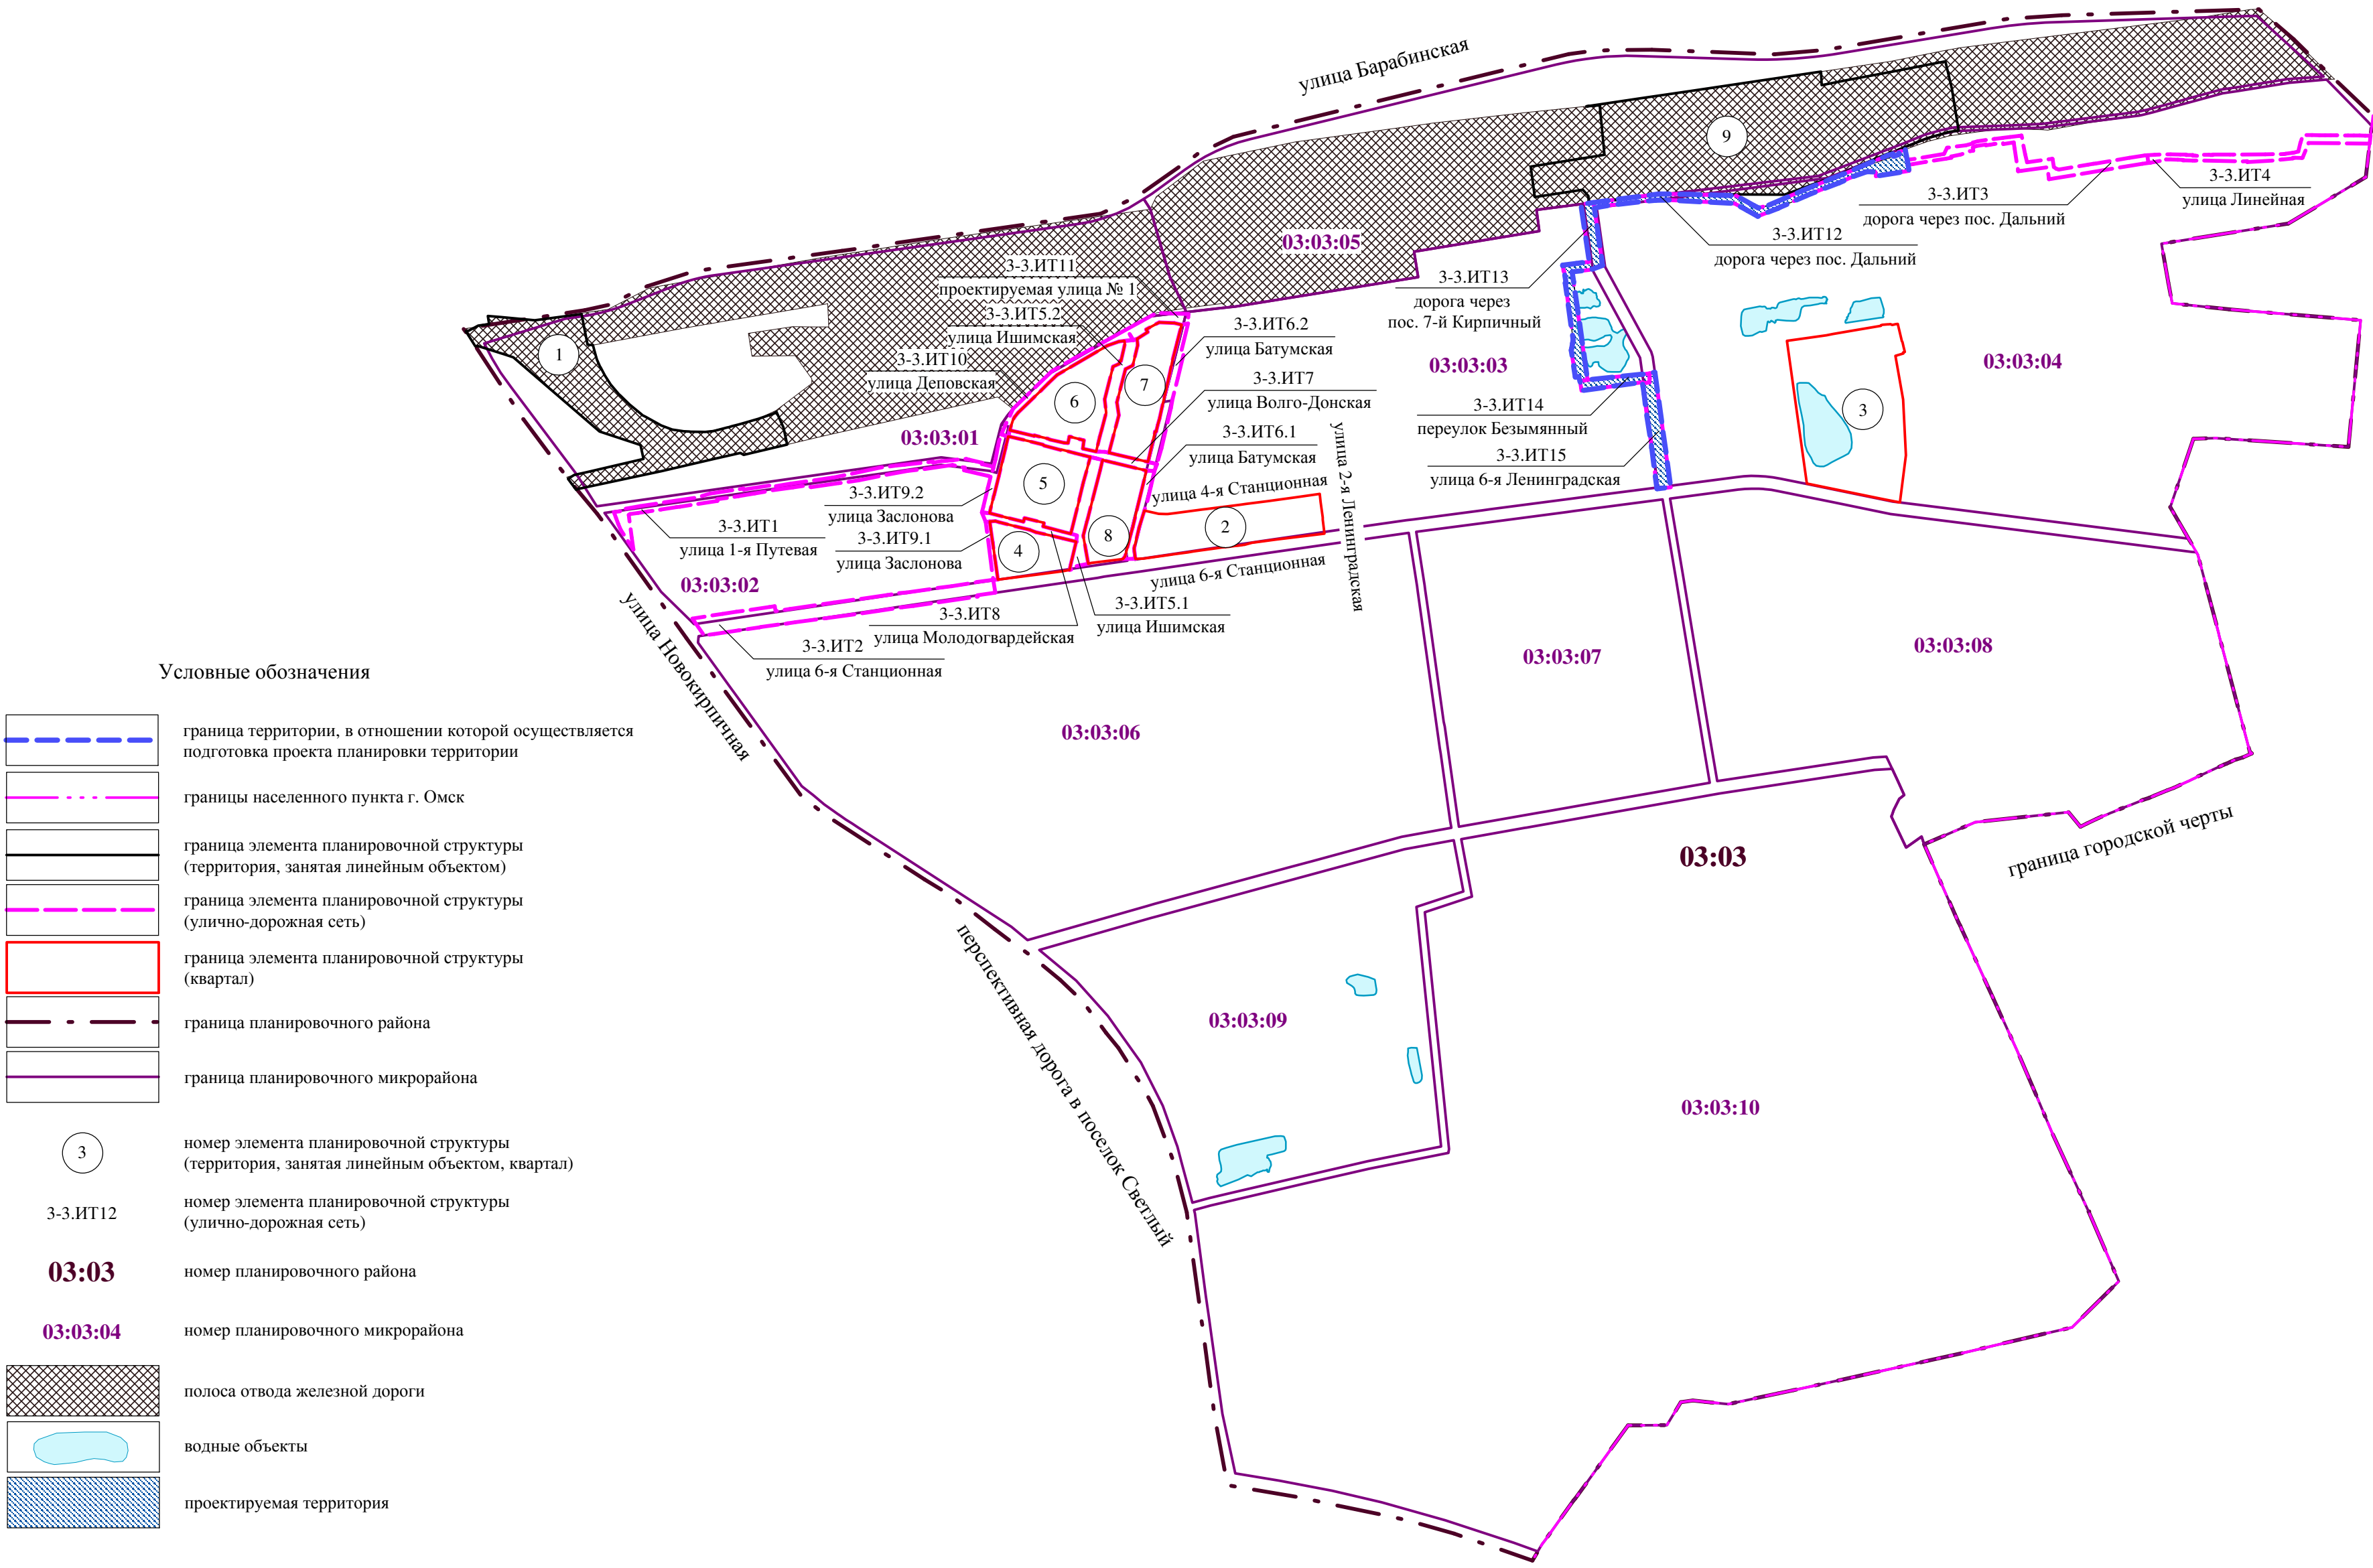 улица Барабинская
9
3-3.ИТ4
улица Линейная
3-3.ИТ3
дорога через пос. Дальний
3-3.ИТ12
дорога через пос. Дальний
03:03:05
3-3.ИТ13
дорога через
пос. 7-й Кирпичный
3-3.ИТ11
проектируемая улица № 1
3-3.ИТ5.2
улица Ишимская
3-3.ИТ10
улица Деповская
3-3.ИТ6.2
улица Батумская
3-3.ИТ7
улица Волго-Донская
3-3.ИТ6.1
улица Батумская
1
6
7
03:03:03
03:03:04
3
3-3.ИТ14
переулок Безымянный
3-3.ИТ15
улица 6-я Ленинградская
03:03:01
5
улица 4-я Станционная
улица 2-я Ленинградская
3-3.ИТ9.2
улица Заслонова
3-3.ИТ1
улица 1-я Путевая
3-3.ИТ9.1
улица Заслонова
4
8
2
улица 6-я Станционная
03:03:02
3-3.ИТ8
улица Молодогвардейская
3-3.ИТ5.1
улица Ишимская
3-3.ИТ2
улица 6-я Станционная
улица Новокирпичная
03:03:07
03:03:08
03:03:06
03:03
граница городской черты
перспективная дорога в поселок Светлый
03:03:09
03:03:10
Условные обозначения
граница территории, в отношении которой осуществляется
подготовка проекта планировки территории
границы населенного пункта г. Омск
граница элемента планировочной структуры
(территория, занятая линейным объектом)
граница элемента планировочной структуры
(улично-дорожная сеть)
граница элемента планировочной структуры
(квартал)
граница планировочного района
граница планировочного микрорайона
3
номер элемента планировочной структуры
(территория, занятая линейным объектом, квартал)
3-3.ИТ12
номер элемента планировочной структуры
(улично-дорожная сеть)
03:03
номер планировочного района
03:03:04
номер планировочного микрорайона
полоса отвода железной дороги
водные объекты
проектируемая территория